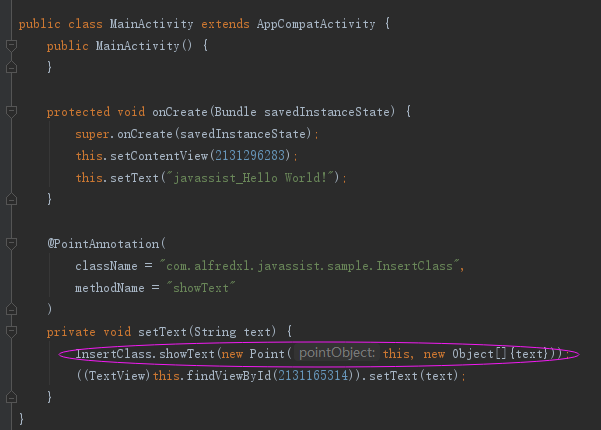 public class MainActivity extends AppCompatActivity {
    public MainActivity() {
    }

    protected void onCreate(Bundle savedInstanceState) {
        super.onCreate(savedInstanceState);
        this.setContentView(2131296283);
        this.setText("javassist_Hello World!");
    }

    @PointAnnotation(
        className = "com.alfredxl.javassist.sample.InsertClass",
        methodName = "showText"
    )
    private void setText(String text) {
        InsertClass.showText(new Point( pointObject: this, new Object[]{text}));
        ((TextView)this.findViewById(2131165314)).setText(text);
    }
}